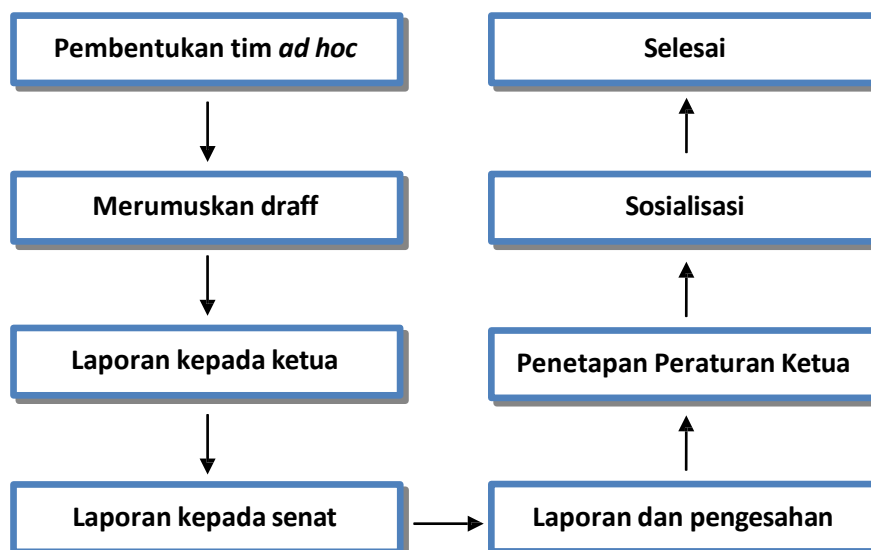 Pembentukan tim ad hoc
Merumuskan draff
Laporan kepada ketua
Laporan kepada senat
Laporan dan pengesahan
Penetapan Peraturan Ketua
Sosialisasi
Selesai